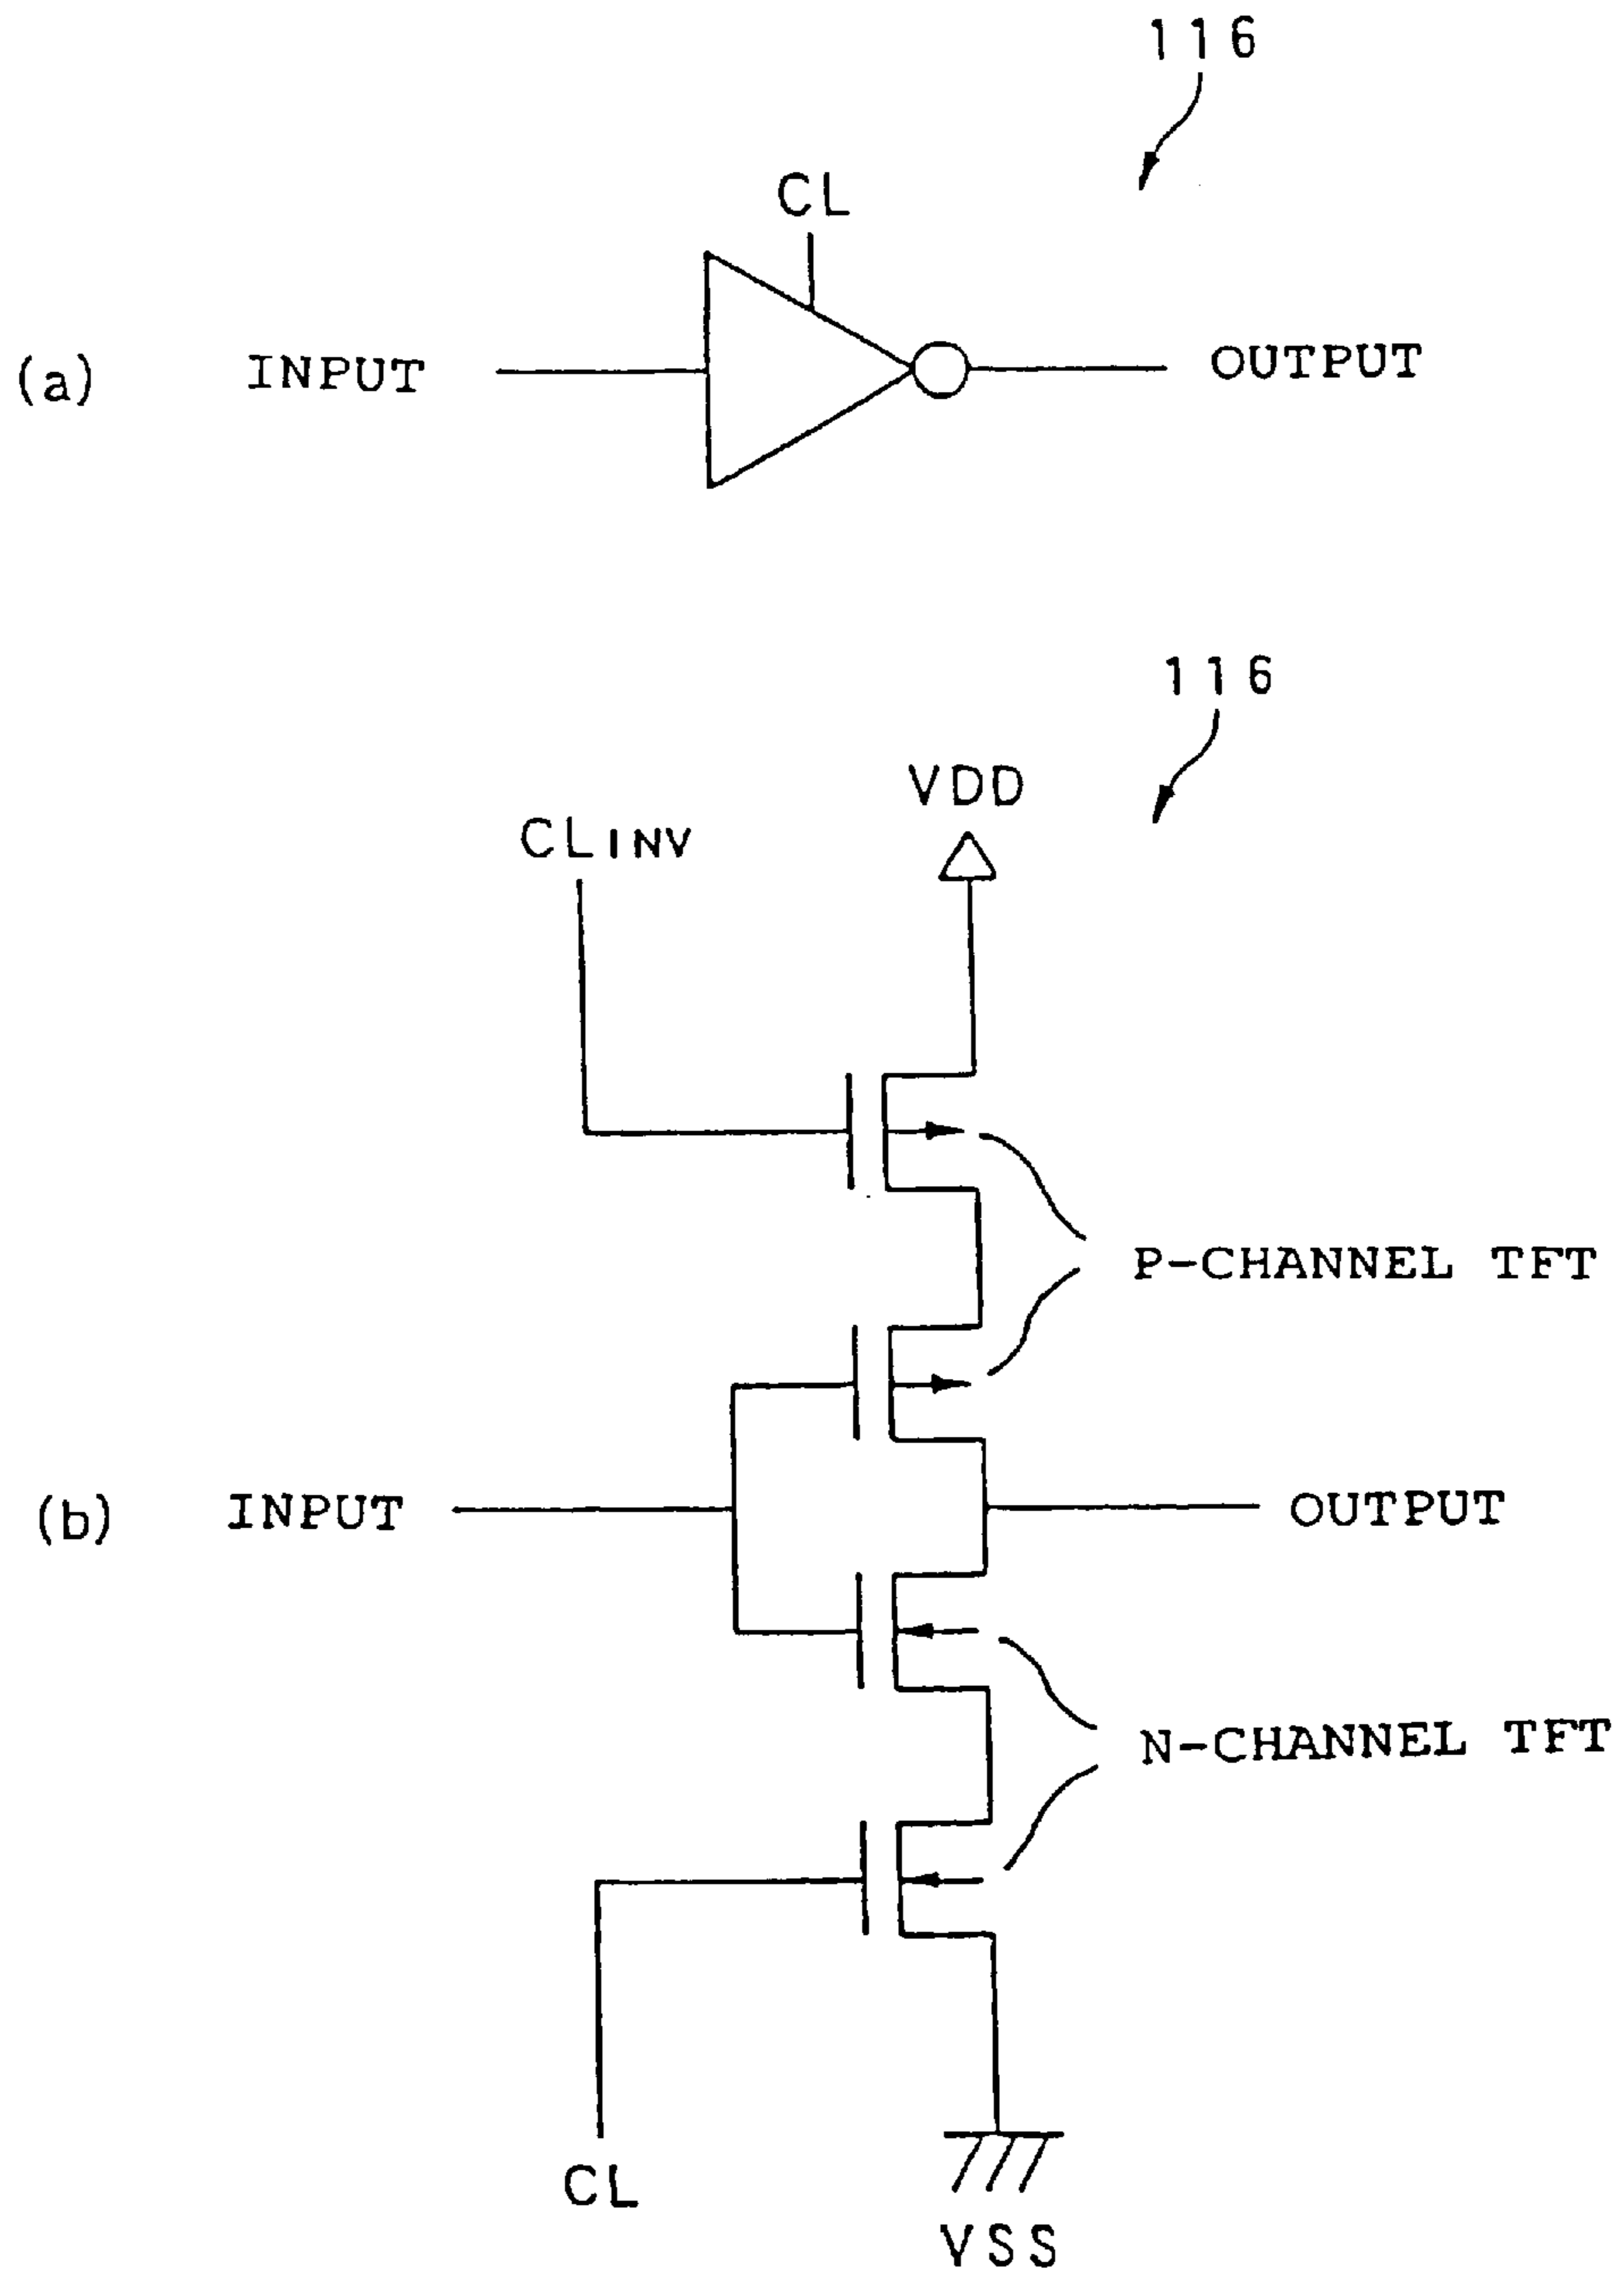 116
CL
(a) INPUT OUTPUT
116
VDD
CLINV
P-CHANNEL TFT
(b) INPUT OUTPUT
N-CHANNEL TFT
CL
VSS